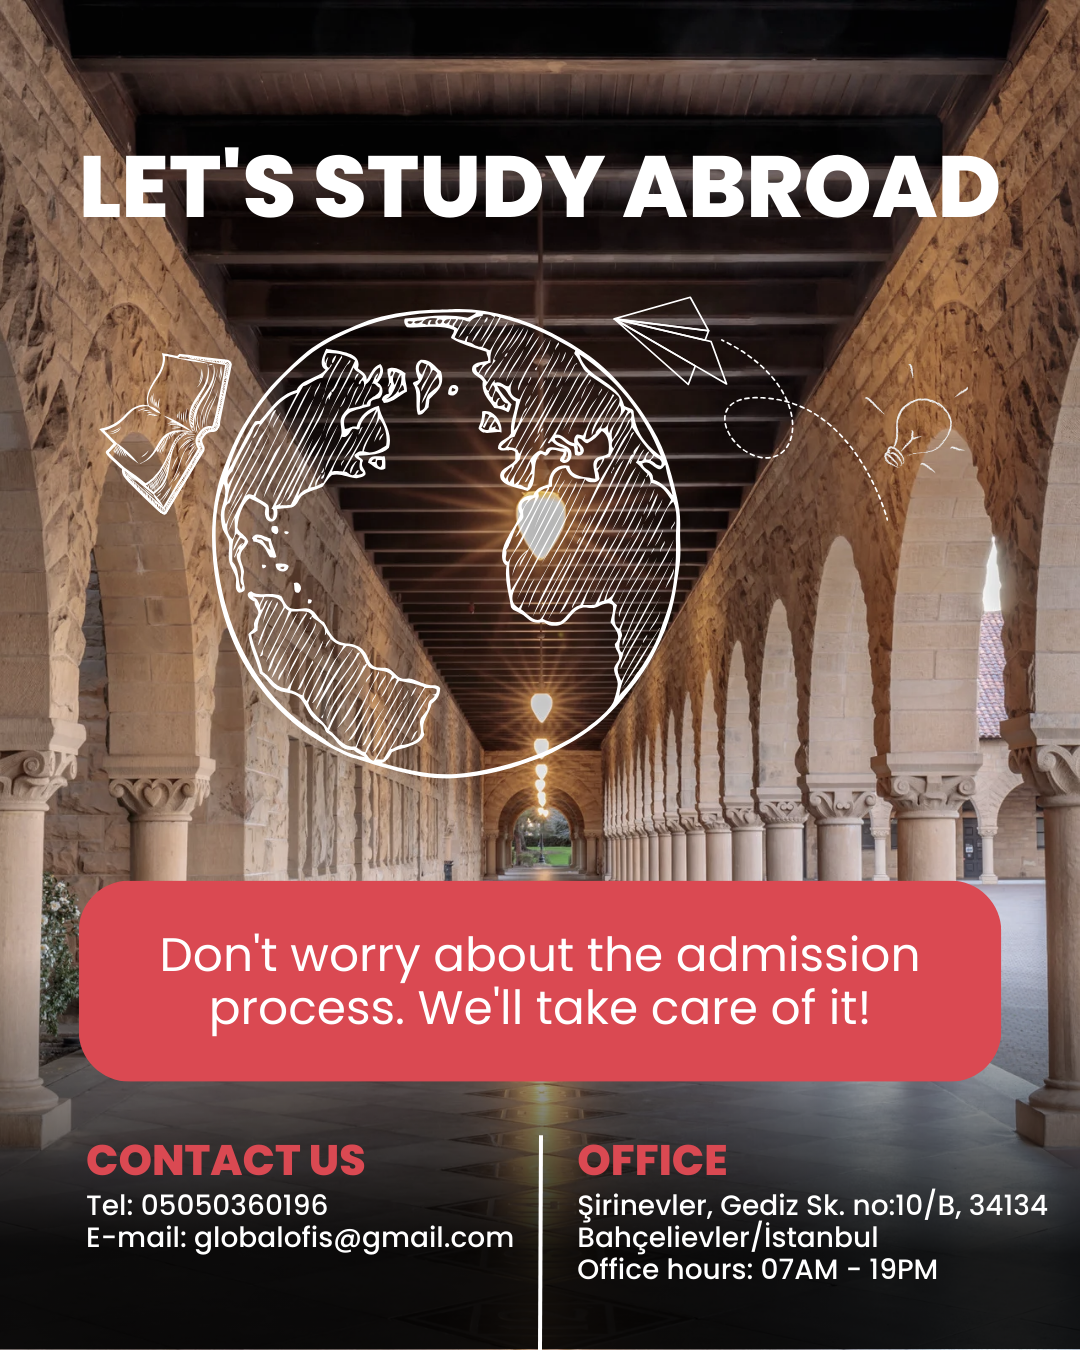 LET'S STUDY ABROAD
Don't worry about the admission
process. We'll take care of it!
CONTACT US
Tel: 05050360196
E-mail: globalofis@gmail.com
OFFICE
Şirinevler, Gediz Sk. no:10/B, 34134
Bahçelievler/İstanbul
Office hours: 07AM - 19PM